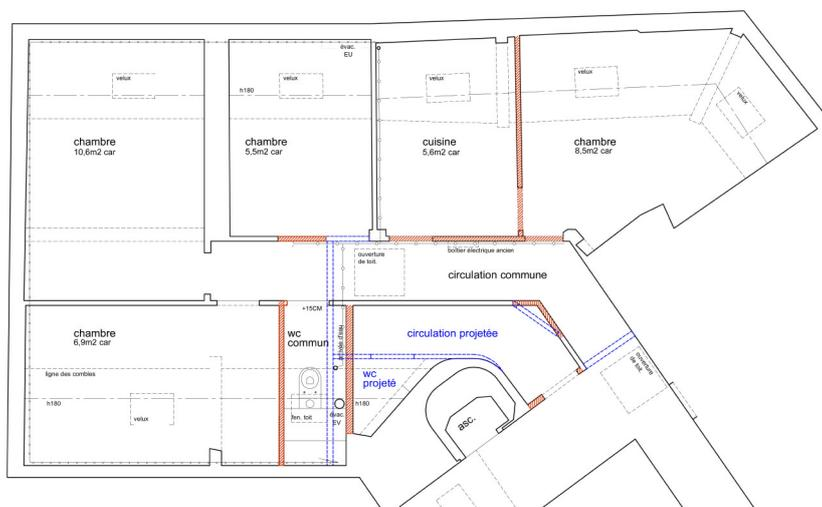 évac.
EU
velux
velux
velux
velux
velux
h180
chambre
10,6m2 car
chambre
5,5m2 car
cuisine
5,6m2 car
chambre
8,5m2 car
ouverture
de toit.
boîtier électrique ancien
circulation commune
+15CM
chambre
6,9m2 car
wc
commun
circulation projetée
ligne des combles
wc
projeté
ouverture
de toit.
h180
velux
fen. toit
évac.
EV
h180
asc.